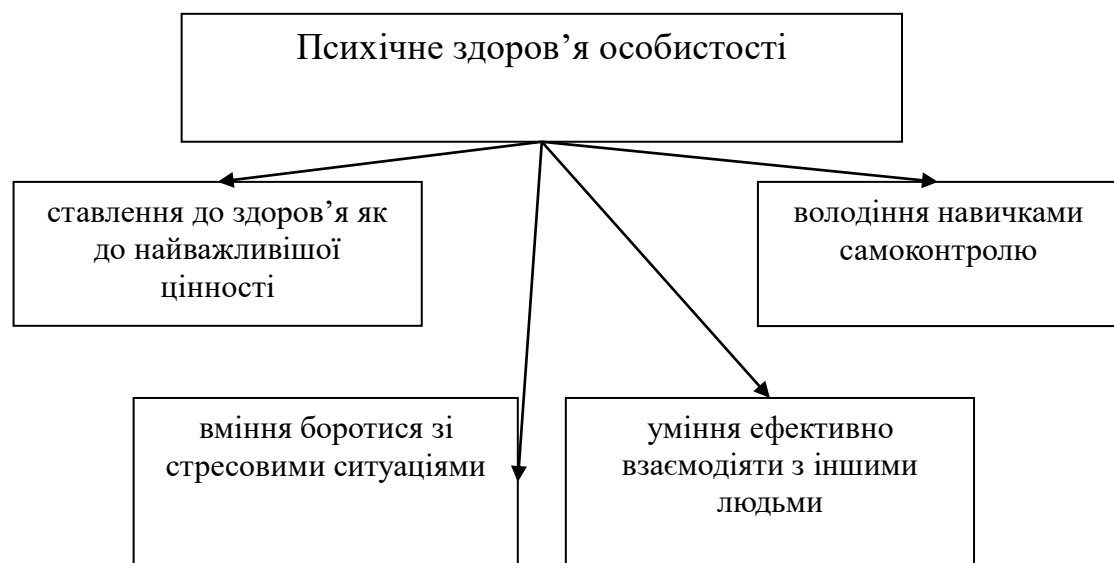 Психічне здоров’я особистості
ставлення до здоров’я як
до найважливішої
цінності
володіння навичками
самоконтролю
вміння боротися зі
стресовими ситуаціями
уміння ефективно
взаємодіяти з іншими
людьми